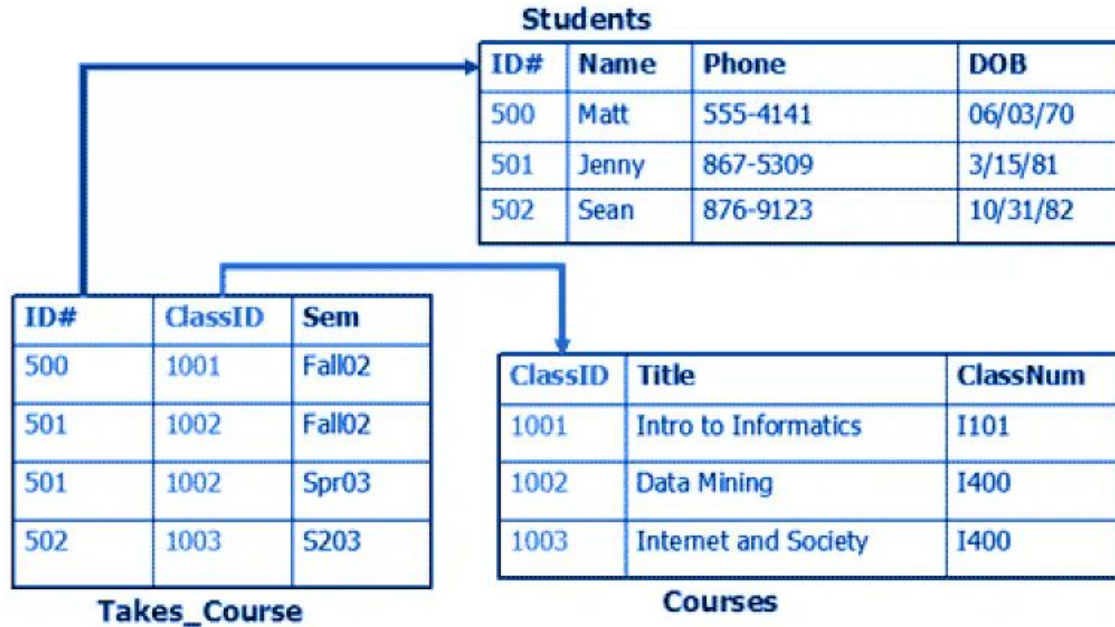 Students
ID# Name Phone DOB
500 Matt 555-4141 06/03/70
501 Jenny 867-5309 3/15/81
502 Sean 876-9123 10/31/82
ID# ClassID Sem
500 1001 Fall02
501 1002 Fall02
501 1002 Spr03
502 1003 S203
Takes_Course
ClassID Title ClassNum
1001 Intro to Informatics I101
1002 Data Mining I400
1003 Internet and Society I400
Courses